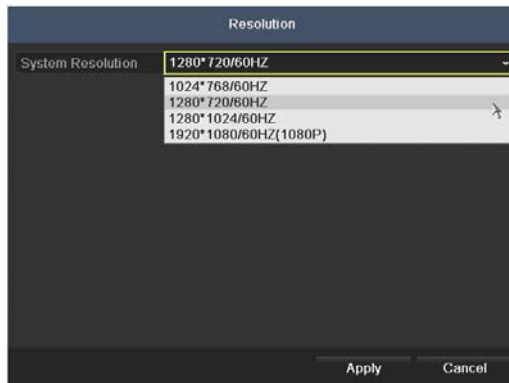 Resolution
System Resolution 1280*720/60HZ
1024*768/60HZ
1280*720/60HZ
1280*1024/60HZ
1920*1080/60HZ(1080P)
Apply Cancel